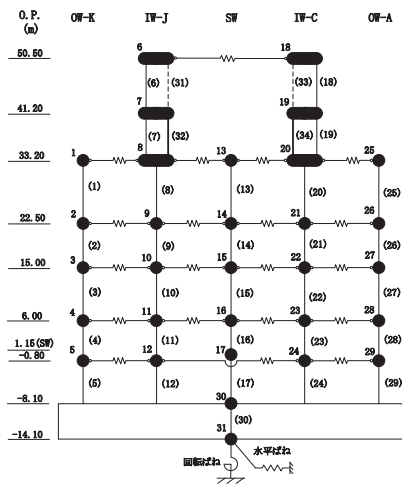 O.P.
(m)
OW-K IW-J SW IW-C OW-A
50.50 6 18
(6) (31) (33) (18)
41.20 7 19
(7) (32) (34) (19)
33.20 1 8 13 20 25
(1) (8) (13) (20) (25)
22.50 2 9 14 21 26
(2) (9) (14) (21) (26)
15.00 3 10 15 22 27
(3) (10) (15) (22) (27)
6.00 4 11 16 23 28
(4) (11) (16) (23) (28)
1.15(SW) 17
-0.80 5 12 24 29
(5) (12) (17) (24) (29)
-8.10 30
(30)
-14.10 31
水平ばね
回転ばね